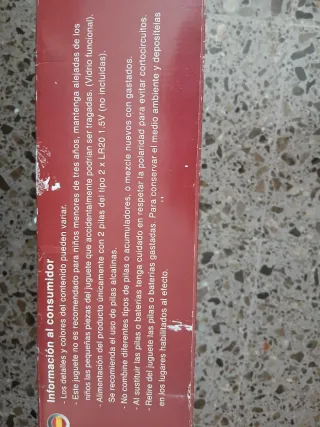 Información al consumidor
- Los detalles y colores del contenido pueden variar.
- Este juguete no es recomendado para niños menores de tres años, mantenga alejadas de los
niños las pequeñas piezas del juguete que accidentalmente podrían ser tragadas. (Vidrio funcional).
- Alimentación del producto únicamente con 2 pilas del tipo 2 x LR20 1.5V (no incluidas).
Se recomienda el uso de pilas alcalinas.
- No combine diferentes tipos de pilas o acumuladores, o mezcle nuevos con gastados.
- Al sustituir las pilas o baterías tenga cuidado en respetar la polaridad para evitar cortocircuitos.
- Retire del juguete las pilas o baterías gastadas. Para conservar el medio ambiente y deposítelas
en los lugares habilitados al efecto.